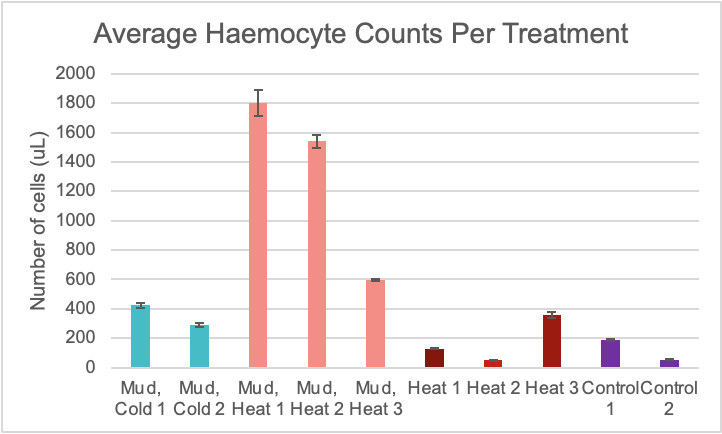 Average Haemocyte Counts Per Treatment
Number of cells (uL)
2000
1800
1600
1400
1200
1000
800
600
400
200
0
Mud, Cold 1
Mud, Cold 2
Mud, Heat 1
Mud, Heat 2
Mud, Heat 3
Heat 1
Heat 2
Heat 3
Control 1
Control 2